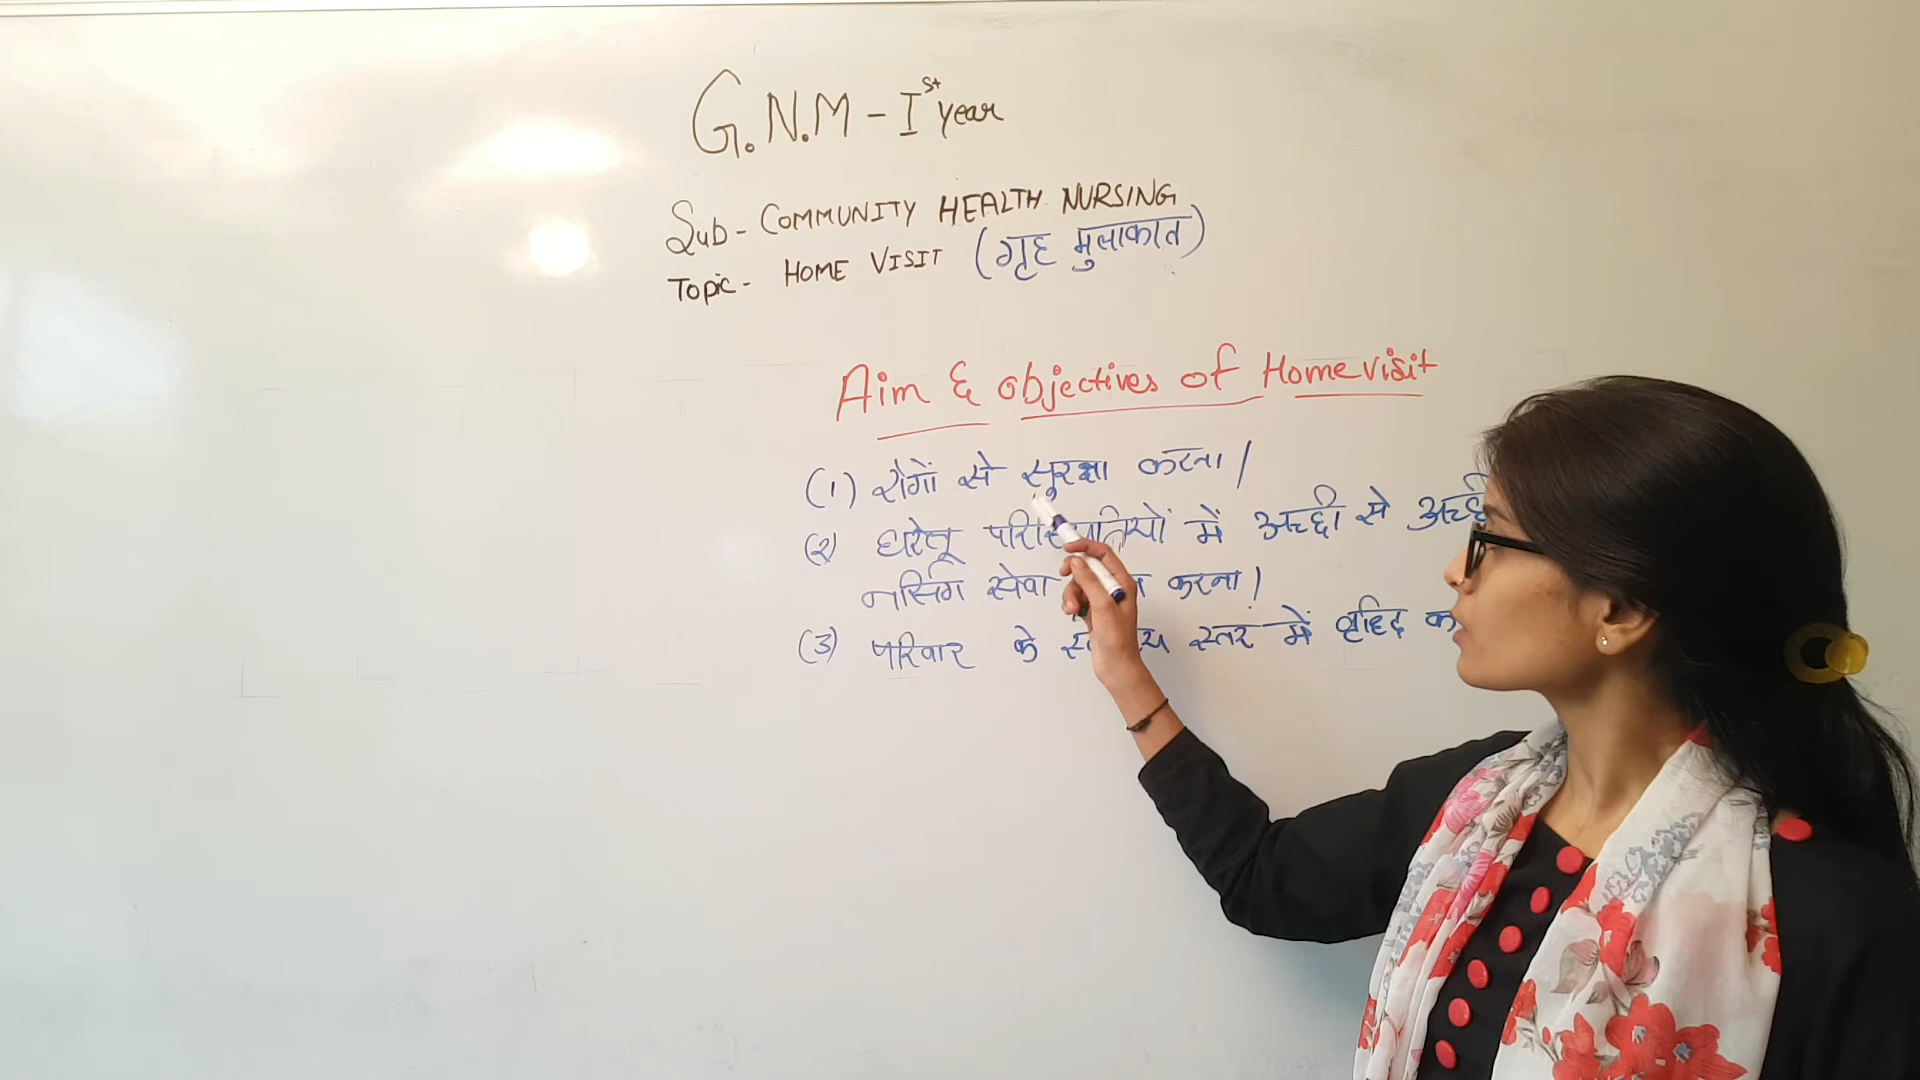 G.N.M - Ist year
Sub - COMMUNITY HEALTH NURSING
Topic - HOME VISIT (गृह मुलाकात)
Aim & objectives of Home visit
(1) रोगों से सुरक्षा करना।
(2) घरेलू में अच्छी से अच्छी
नर्सिंग सेवा करना।
(3) परिवार के स्तर में वृद्धि